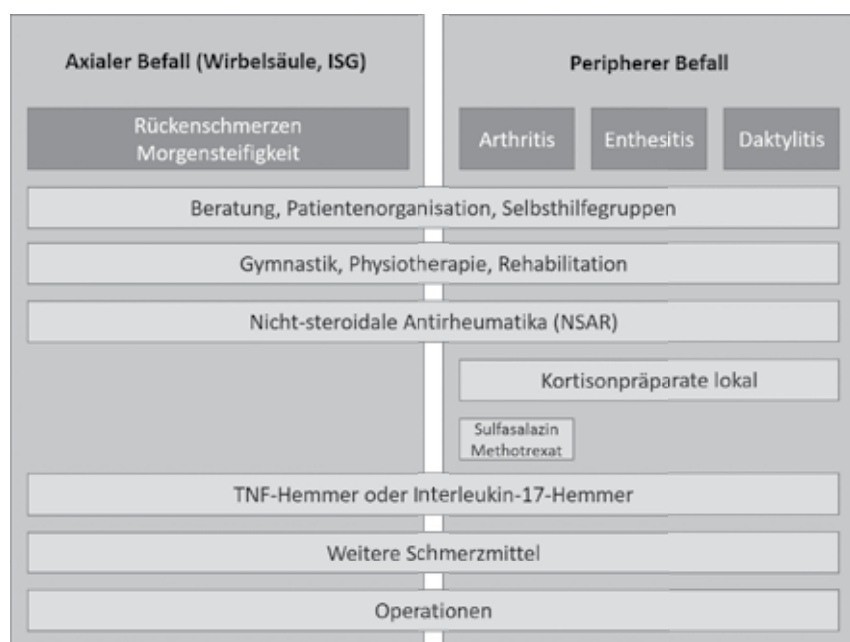 Axialer Befall (Wirbelsäule, ISG)
Peripherer Befall
Rückenschmerzen
Morgensteifigkeit
Arthritis
Enthesitis
Daktylitis
Beratung, Patientenorganisation, Selbsthilfegruppen
Gymnastik, Physiotherapie, Rehabilitation
Nicht-steroidale Antirheumatika (NSAR)
Kortisonpräparate lokal
Sulfasalazin
Methotrexat
TNF-Hemmer oder Interleukin-17-Hemmer
Weitere Schmerzmittel
Operationen